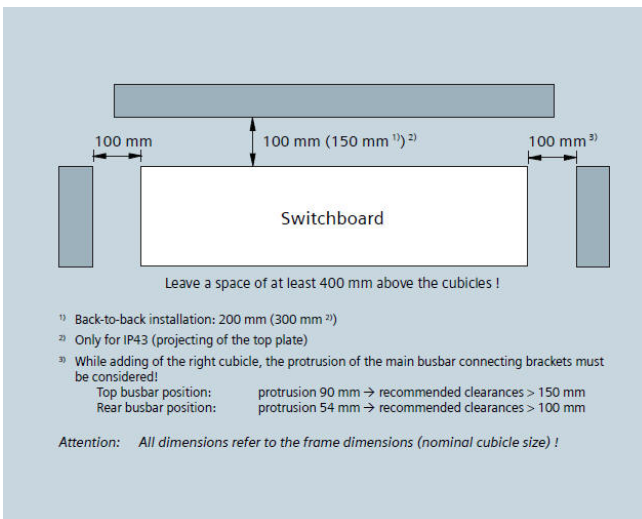 100 mm
100 mm (150 mm ¹⁾)²⁾
100 mm³⁾
Switchboard
Leave a space of at least 400 mm above the cubicles !
¹⁾ Back-to-back installation: 200 mm (300 mm ²⁾)
²⁾ Only for IP43 (projecting of the top plate)
³⁾ While adding of the right cubicle, the protrusion of the main busbar connecting brackets must
be considered!
Top busbar position: protrusion 90 mm → recommended clearances > 150 mm
Rear busbar position: protrusion 54 mm → recommended clearances > 100 mm
Attention: All dimensions refer to the frame dimensions (nominal cubicle size) !